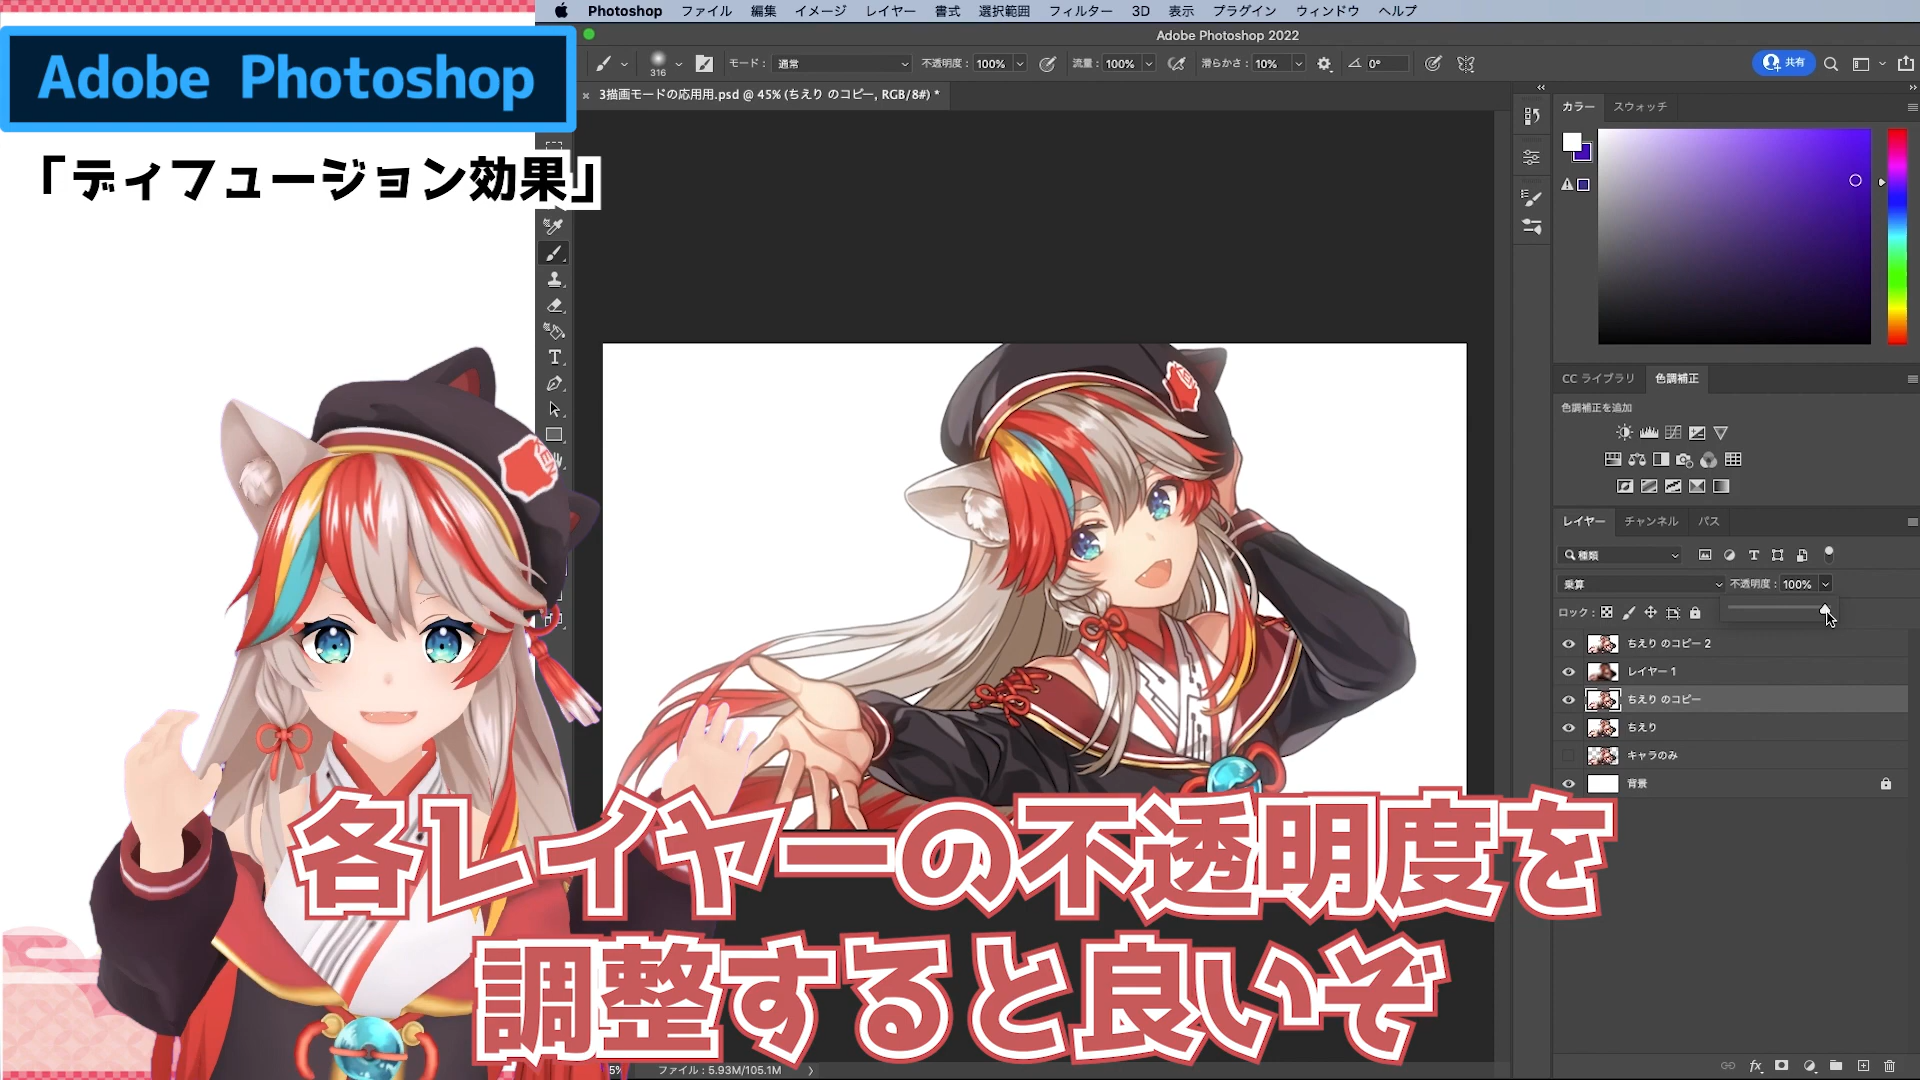 Photoshop ファイル 編集 イメージ レイヤー 書式 選択範囲 フィルター 3D 表示 プラグイン ウィンドウ ヘルプ
Adobe Photoshop 2022
Adobe Photoshop
「ディフュージョン効果」
316 モード： 通常 不透明度： 100% 流量： 100% 滑らかさ： 10% 0° 共有
3描画モードの応用用.psd @ 45% (ちえり のコピー, RGB/8#) *
カラー スウォッチ
CC ライブラリ 色調補正
色調補正を追加
レイヤー チャンネル パス
種類
乗算 不透明度： 100%
ロック：
ちえり のコピー 2
レイヤー 1
ちえり のコピー
ちえり
キャラのみ
背景
各レイヤーの不透明度を
調整すると良いぞ
ファイル : 5.93M/105.1M